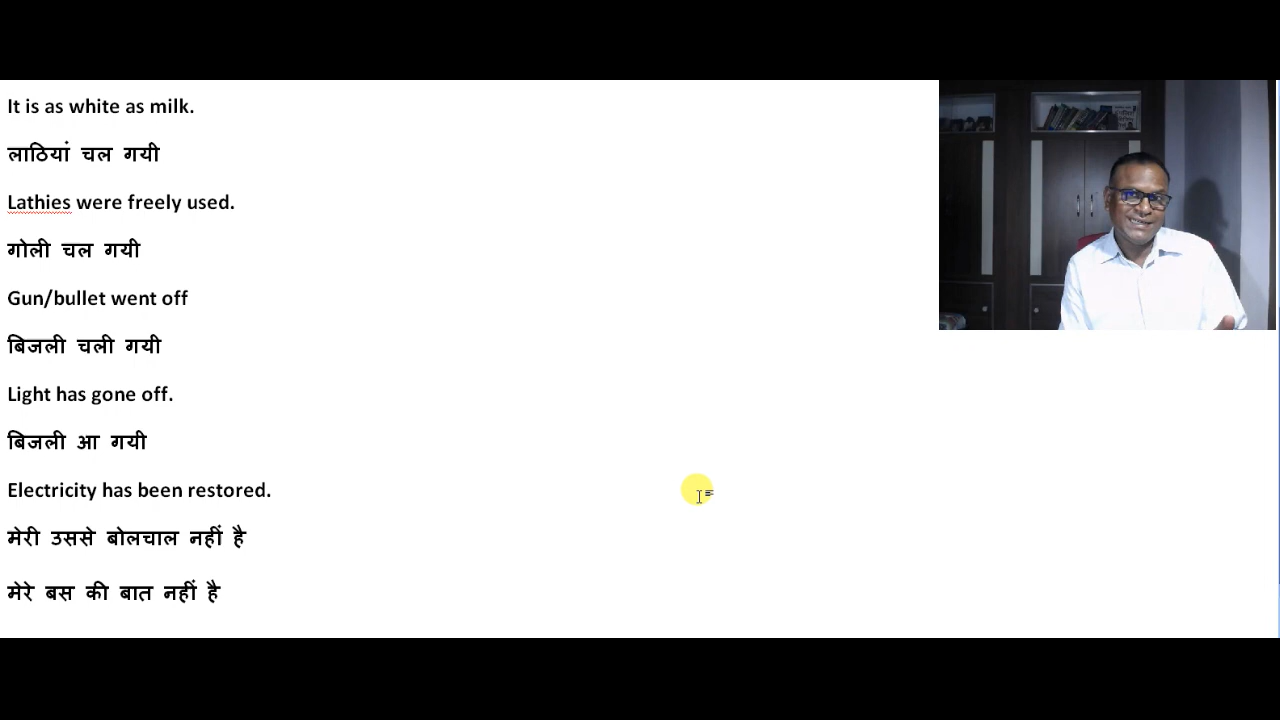 It is as white as milk.
लाठियां चल गयी
Lathies were freely used.
गोली चल गयी
Gun/bullet went off
बिजली चली गयी
Light has gone off.
बिजली आ गयी
Electricity has been restored.
मेरी उससे बोलचाल नहीं है
मेरे बस की बात नहीं है